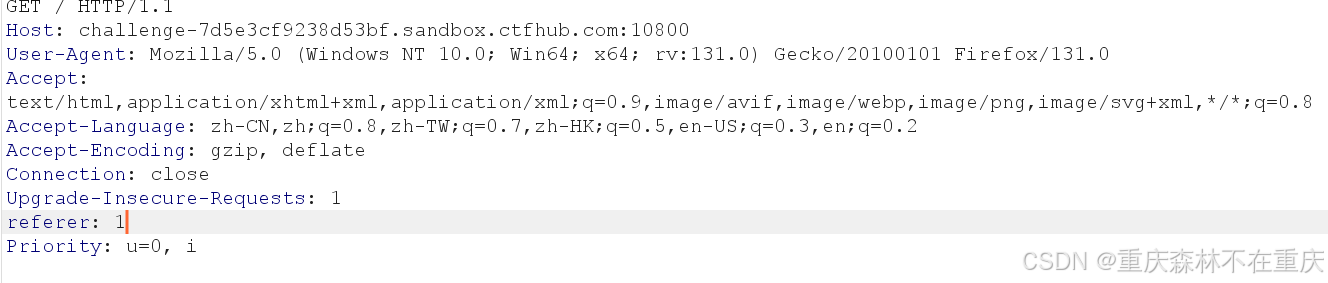 GET / HTTP/1.1
Host: challenge-7d5e3cf9238d53bf.sandbox.ctfhub.com:10800
User-Agent: Mozilla/5.0 (Windows NT 10.0; Win64; x64; rv:131.0) Gecko/20100101 Firefox/131.0
Accept:
text/html,application/xhtml+xml,application/xml;q=0.9,image/avif,image/webp,image/png,image/svg+xml,*/*;q=0.8
Accept-Language: zh-CN,zh;q=0.8,zh-TW;q=0.7,zh-HK;q=0.5,en-US;q=0.3,en;q=0.2
Accept-Encoding: gzip, deflate
Connection: close
Upgrade-Insecure-Requests: 1
referer: 1
Priority: u=0, i
CSDN @重庆森林不在重庆